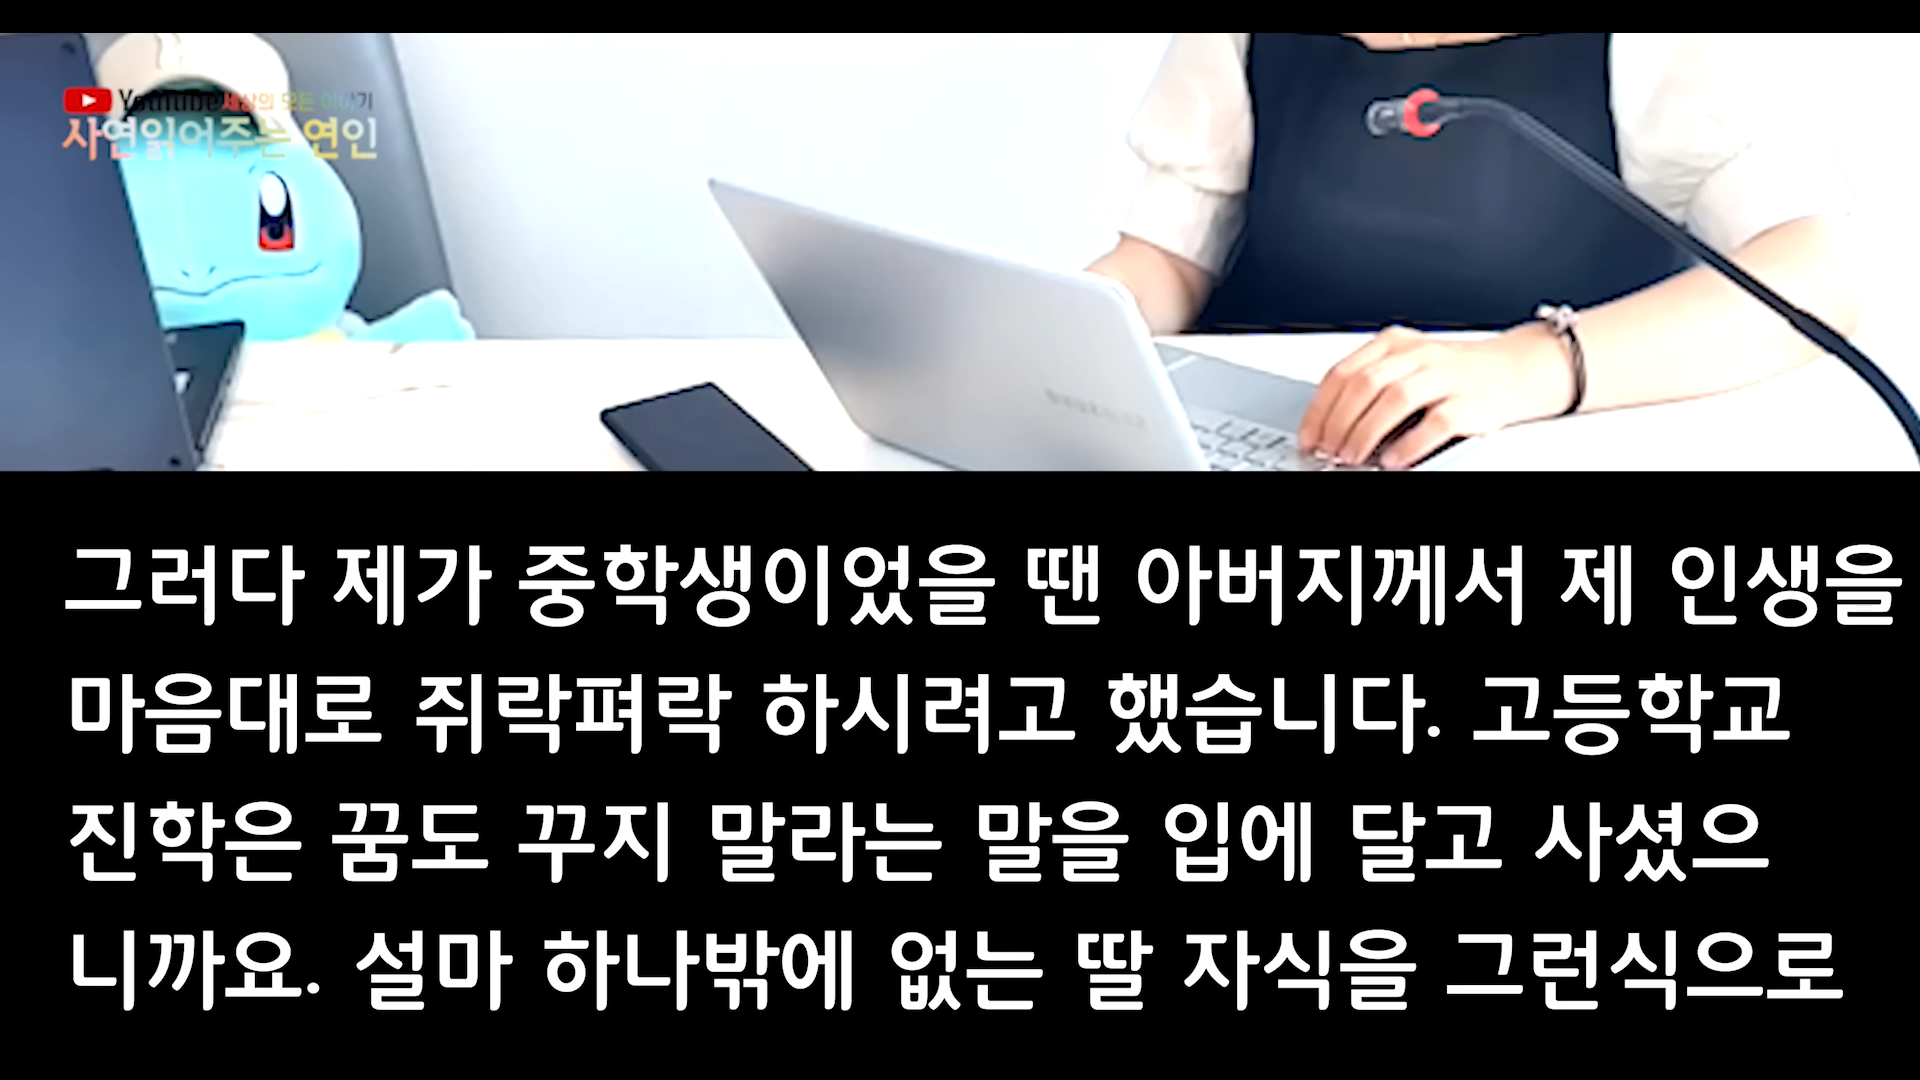 YouTube 세상의 모든 이야기
사연읽어주는 연인
그러다 제가 중학생이었을 땐 아버지께서 제 인생을
마음대로 쥐락펴락 하시려고 했습니다. 고등학교
진학은 꿈도 꾸지 말라는 말을 입에 달고 사셨으
니까요. 설마 하나밖에 없는 딸 자식을 그런식으로